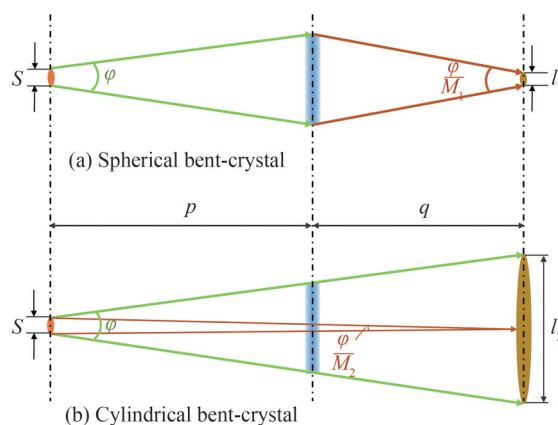 S
φ
φ
M₁
l
(a) Spherical bent-crystal
p
q
S
φ
φ
M₂
l
(b) Cylindrical bent-crystal